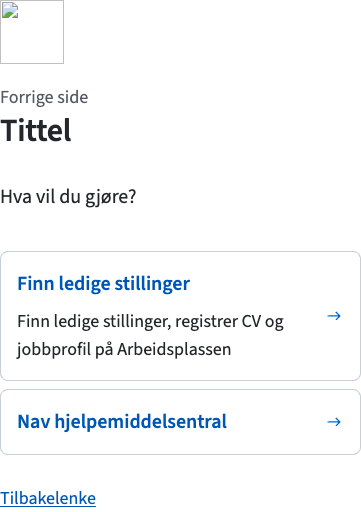 Forrige side
Tittel
Hva vil du gjøre?
Finn ledige stillinger
Finn ledige stillinger, registrer CV og
jobbprofil på Arbeidsplassen
Nav hjelpemiddelsentral
Tilbakelenke